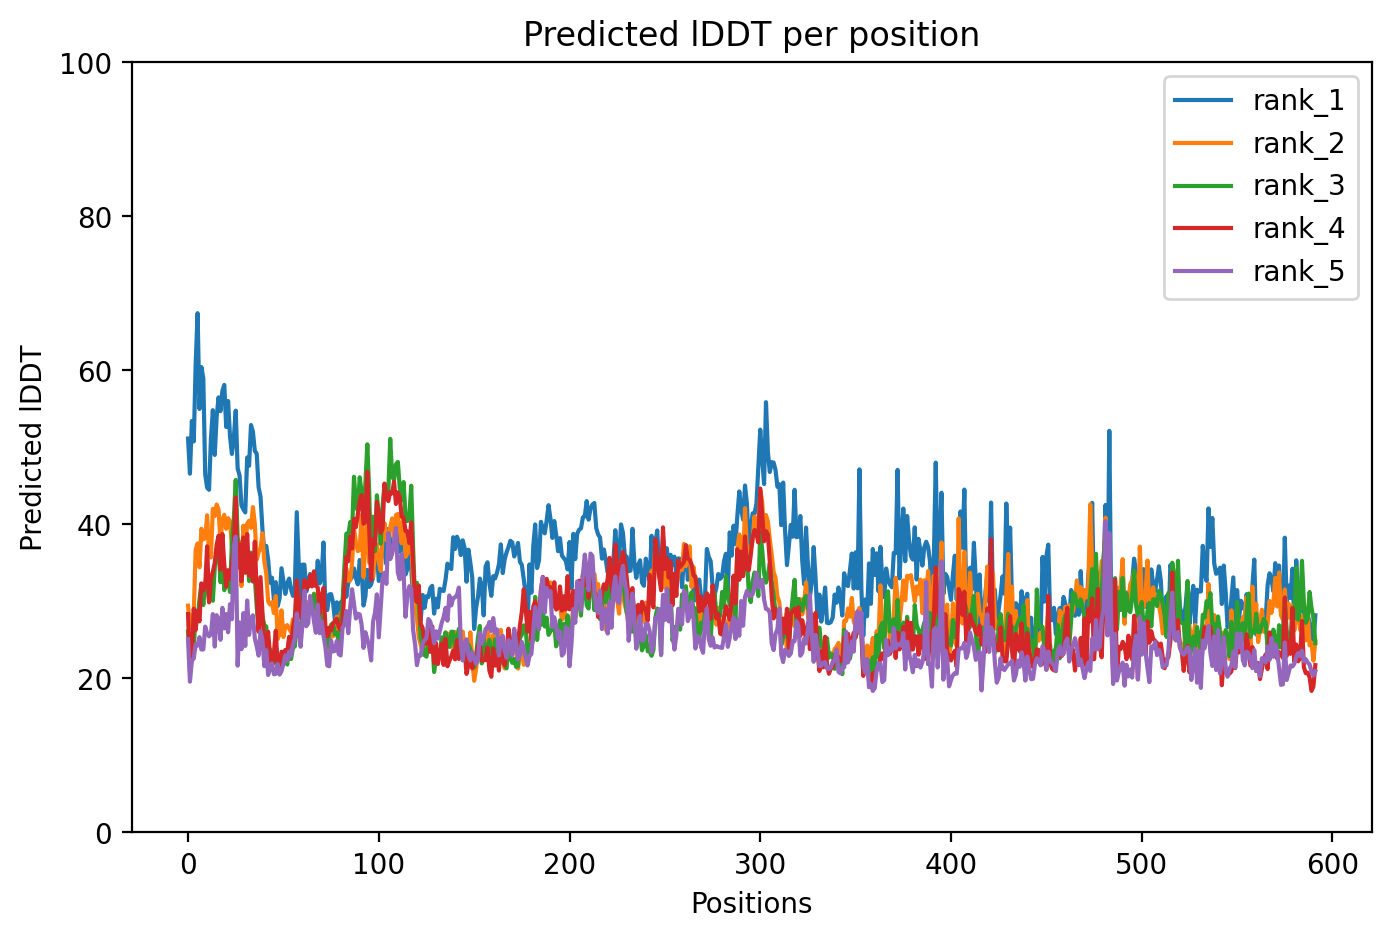 Predicted lDDT per position
100
80
60
40
20
0
Predicted lDDT
0 100 200 300 400 500 600
Positions
rank_1
rank_2
rank_3
rank_4
rank_5